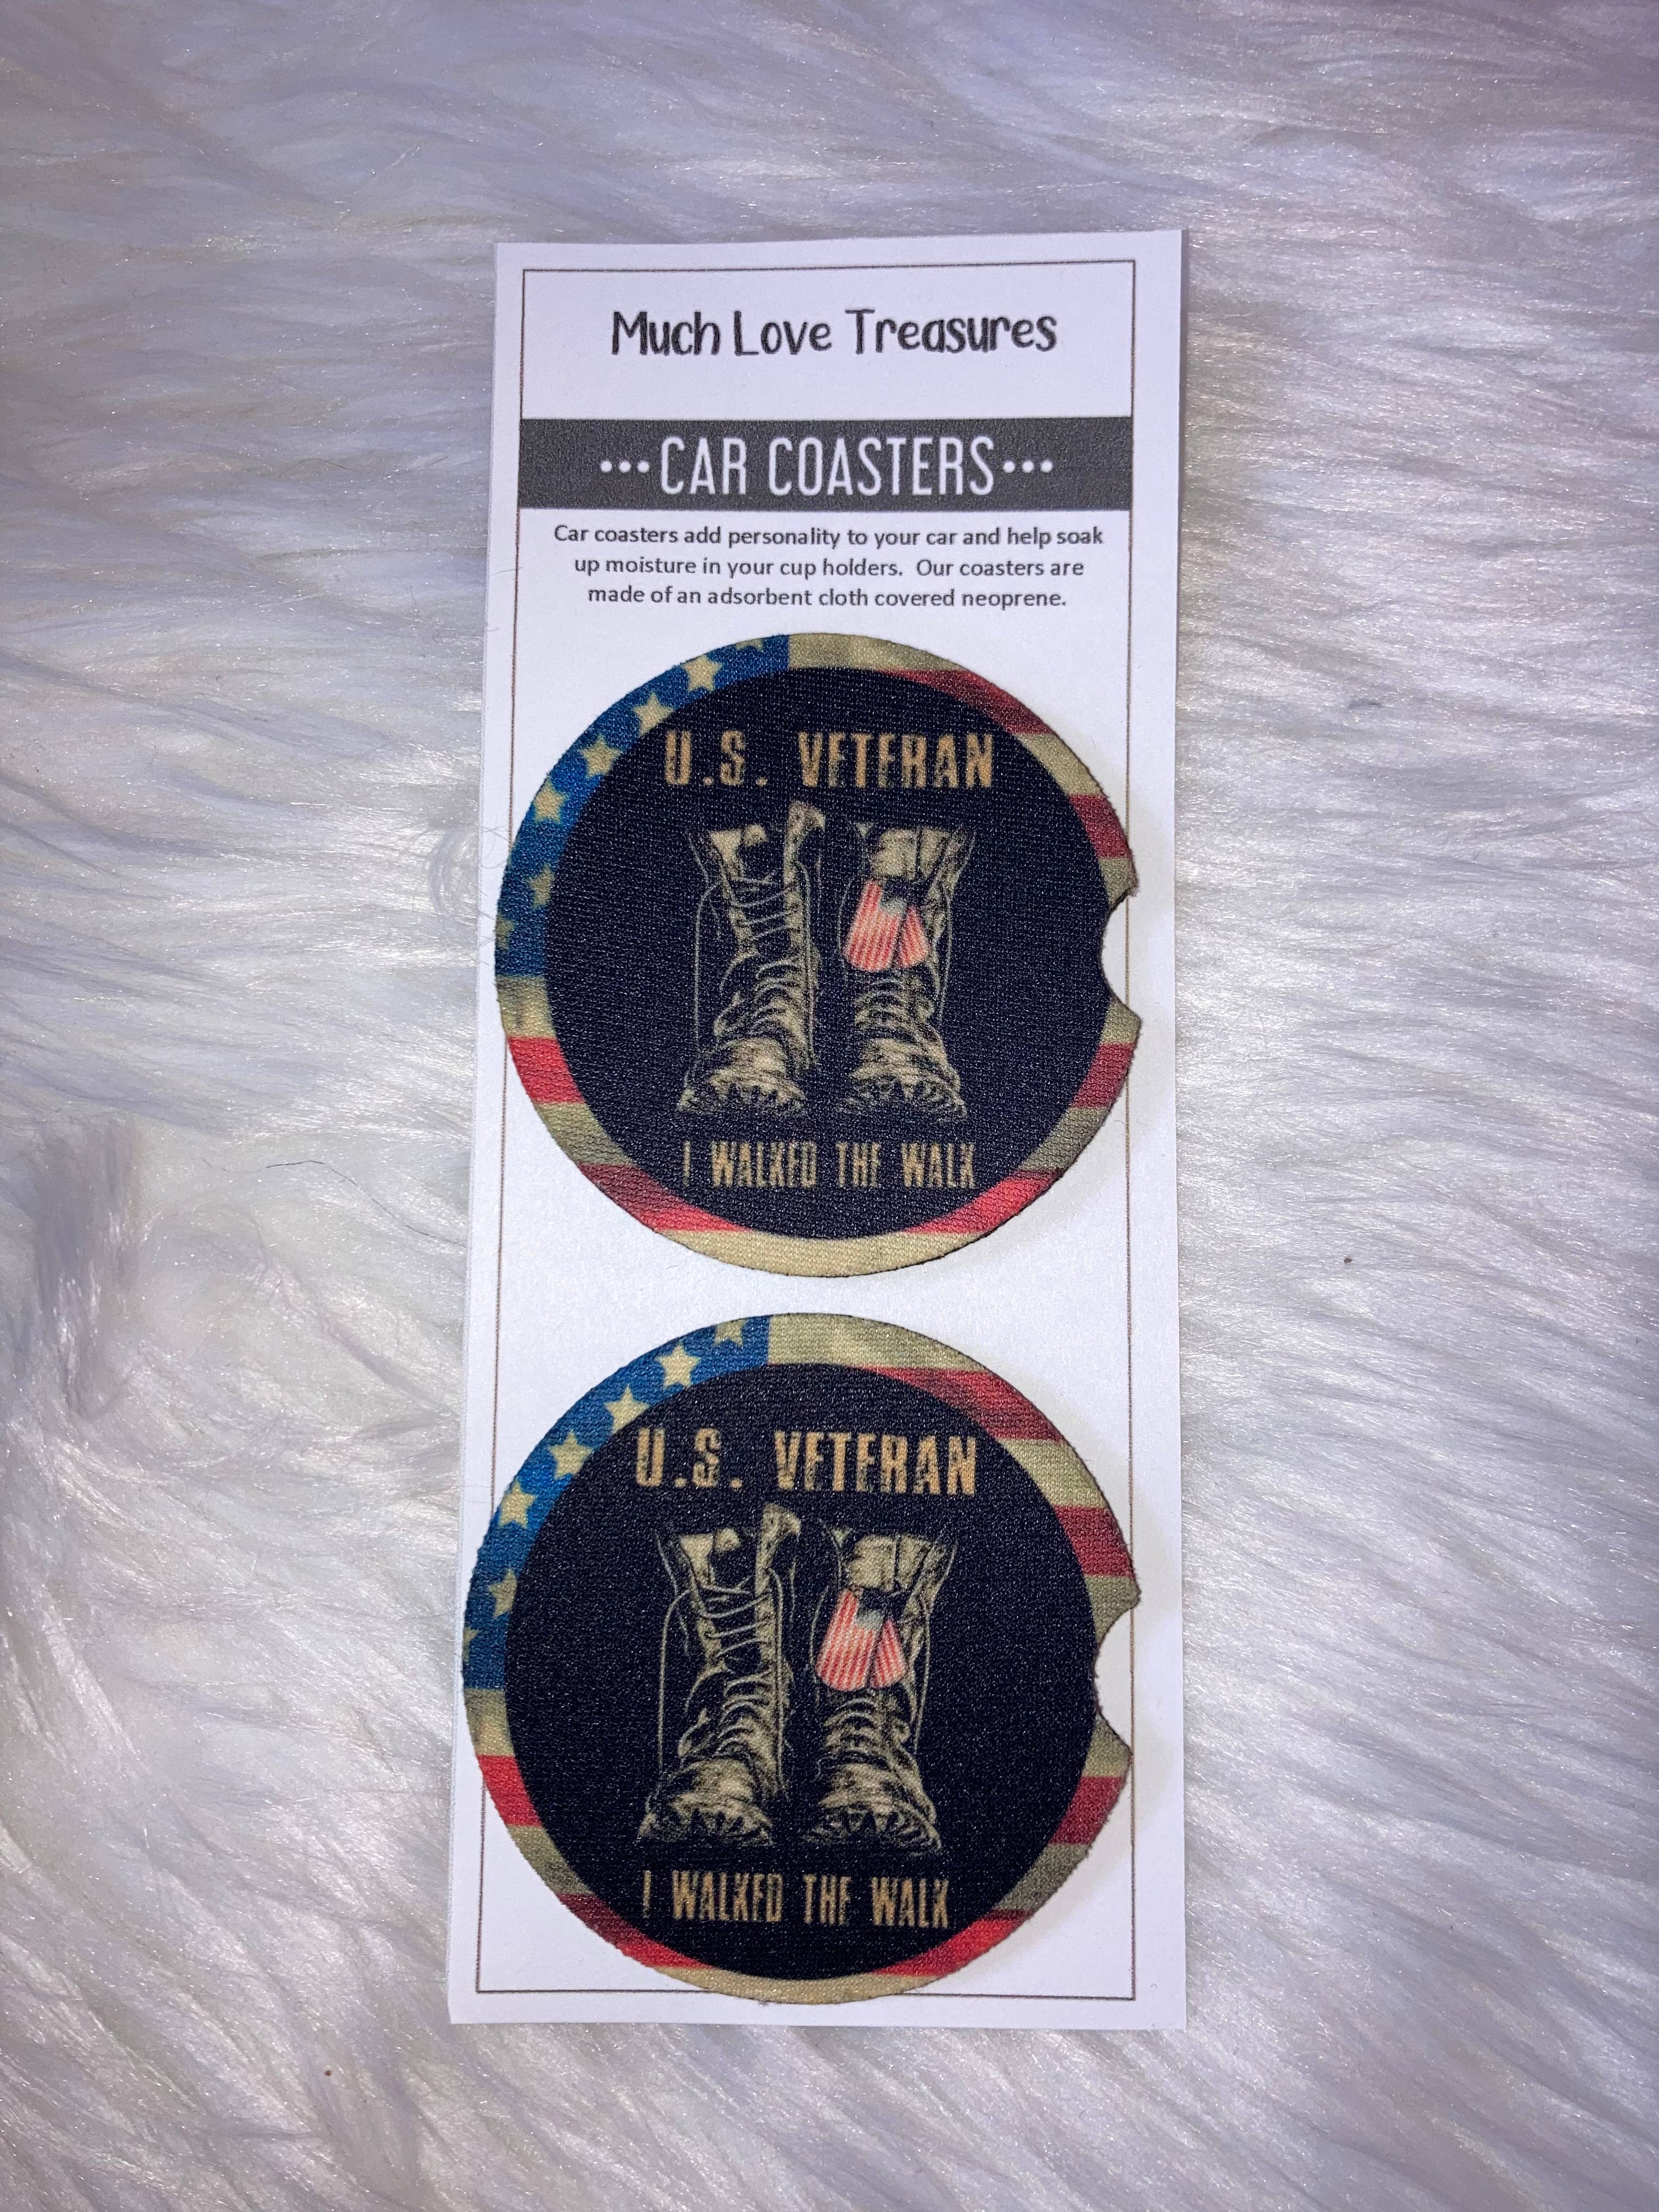 Much Love Treasures
•••CAR COASTERS•••
Car coasters add personality to your car and help soak
up moisture in your cup holders. Our coasters are
made of an adsorbent cloth covered neoprene.
U.S. VETERAN
I WALKED THE WALK
U.S. VETERAN
I WALKED THE WALK